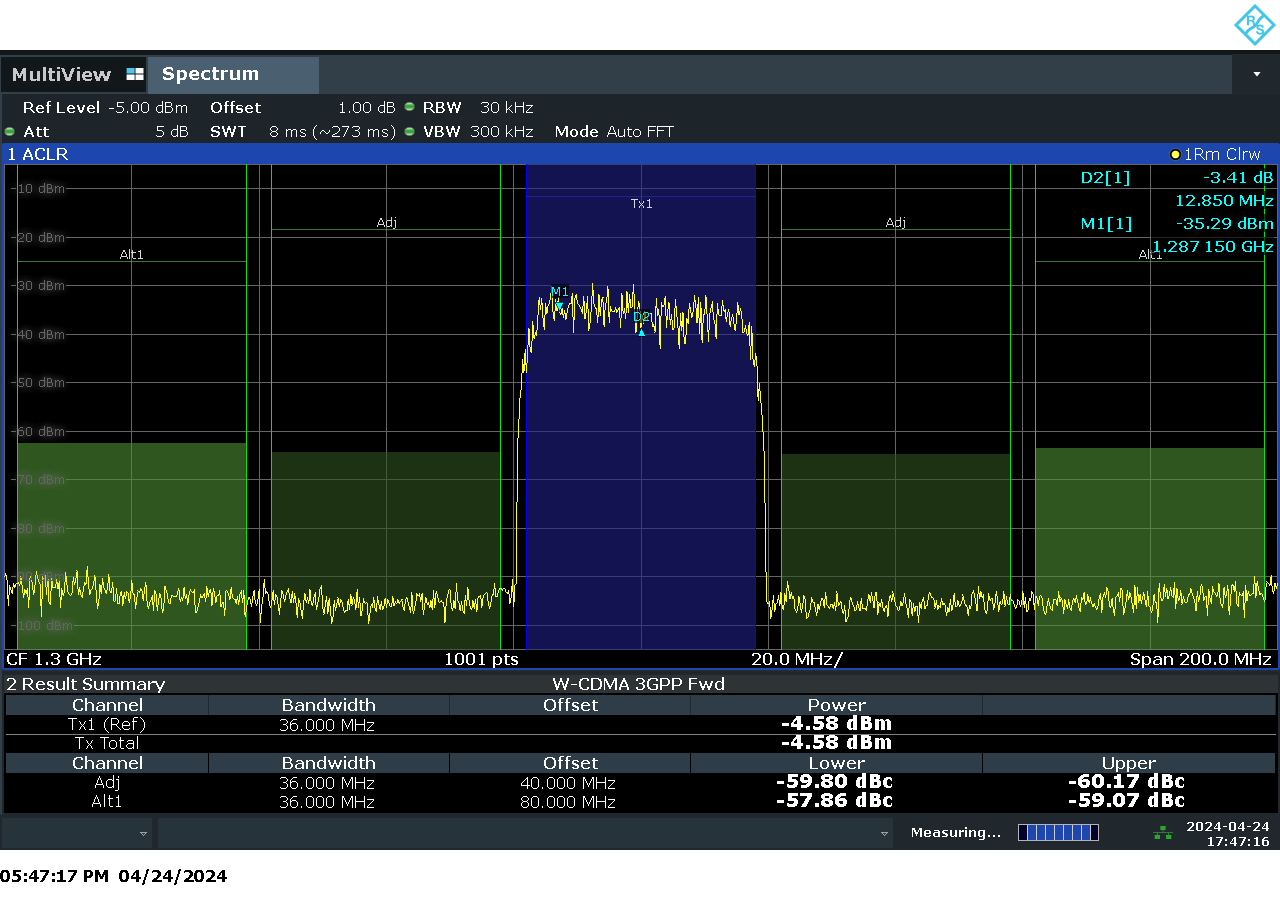 R/S
MultiView Spectrum
Ref Level -5.00 dBm Offset 1.00 dB RBW 30 kHz
Att 5 dB SWT 8 ms (~273 ms) VBW 300 kHz Mode Auto FFT
1 ACLR 1Rm Clrw
D2[1] -3.41 dB
12.850 MHz
M1[1] -35.29 dBm
1.287 150 GHz
-10 dBm
Tx1
Adj Adj
-20 dBm
Alt1 Alt1
-30 dBm
M1
D2
-40 dBm
-50 dBm
-60 dBm
-70 dBm
-80 dBm
-100 dBm
CF 1.3 GHz 1001 pts 20.0 MHz/ Span 200.0 MHz
2 Result Summary W-CDMA 3GPP Fwd
Channel Bandwidth Offset Power
Tx1 (Ref) 36.000 MHz -4.58 dBm
Tx Total -4.58 dBm
Channel Bandwidth Offset Lower Upper
Adj 36.000 MHz 40.000 MHz -59.80 dBc -60.17 dBc
Alt1 36.000 MHz 80.000 MHz -57.86 dBc -59.07 dBc
Measuring... 2024-04-24
17:47:16
05:47:17 PM 04/24/2024